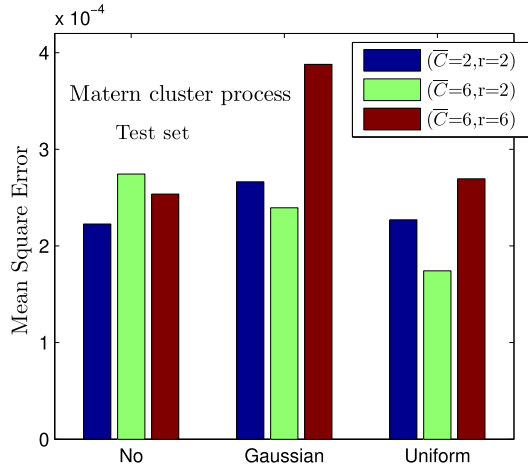 x 10⁻⁴
4
3
2
1
0
Mean Square Error
Matern cluster process
Test set
(C̅=2,r=2)
(C̅=6,r=2)
(C̅=6,r=6)
No Gaussian Uniform